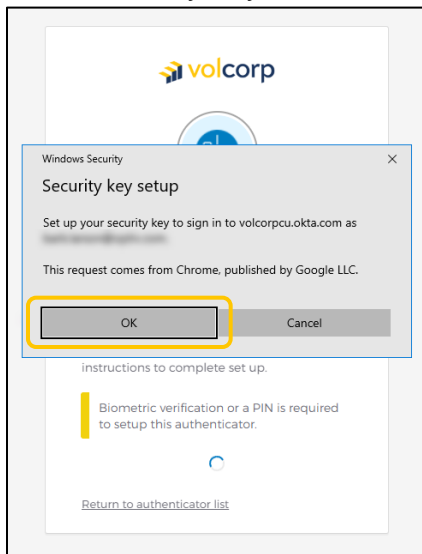 volcorp
Windows Security
Security key setup
Set up your security key to sign in to volcorpcu.okta.com as
This request comes from Chrome, published by Google LLC.
OK
Cancel
instructions to complete set up.
Biometric verification or a PIN is required
to setup this authenticator.
Return to authenticator list